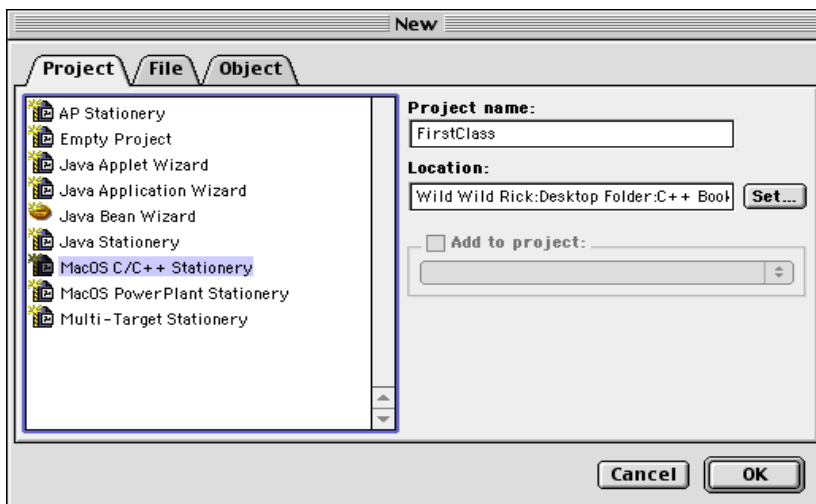 New
Project File Object
AP Stationery
Empty Project
Java Applet Wizard
Java Application Wizard
Java Bean Wizard
Java Stationery
MacOS C/C++ Stationery
MacOS PowerPlant Stationery
Multi-Target Stationery
Project name:
FirstClass
Location:
Wild Wild Rick:Desktop Folder:C++ Book
Set...
Add to project:
Cancel OK